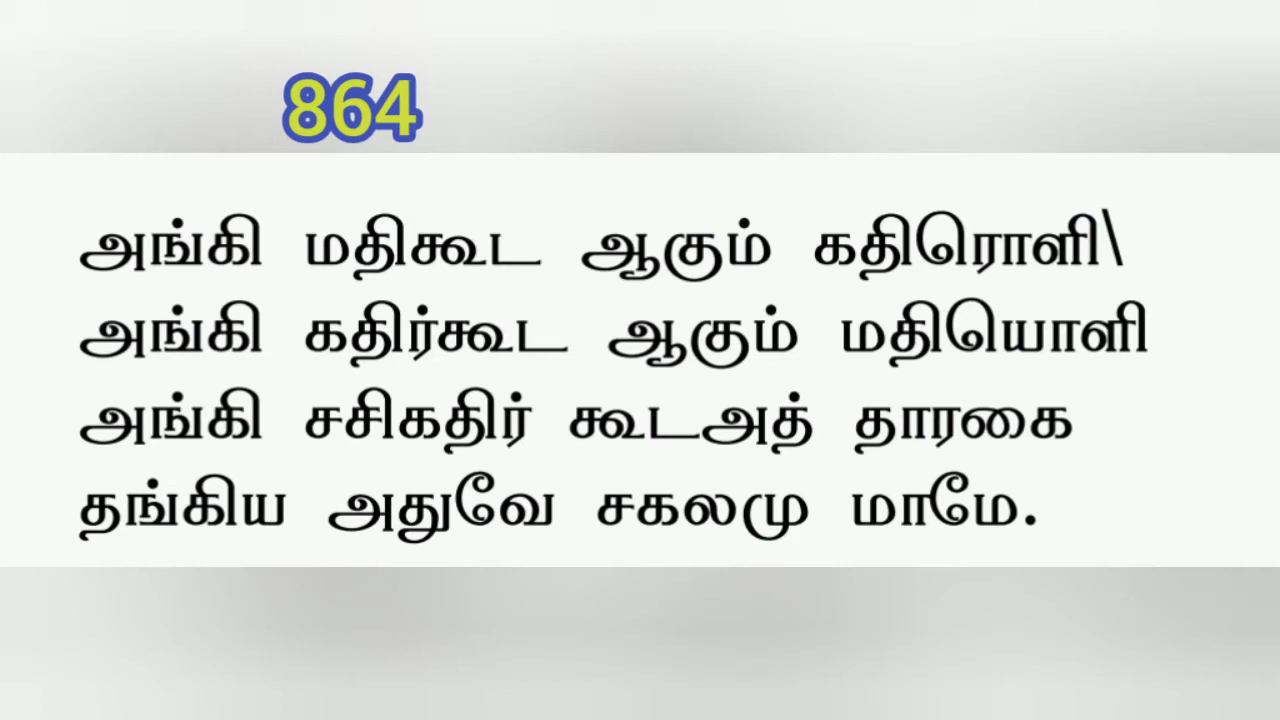 864
அங்கி மதிகூட ஆகும் கதிரொளி\
அங்கி கதிர்கூட ஆகும் மதியொளி
அங்கி சசிகதிர் கூடஅத் தாரகை
தங்கிய அதுவே சகலமு மாமே.